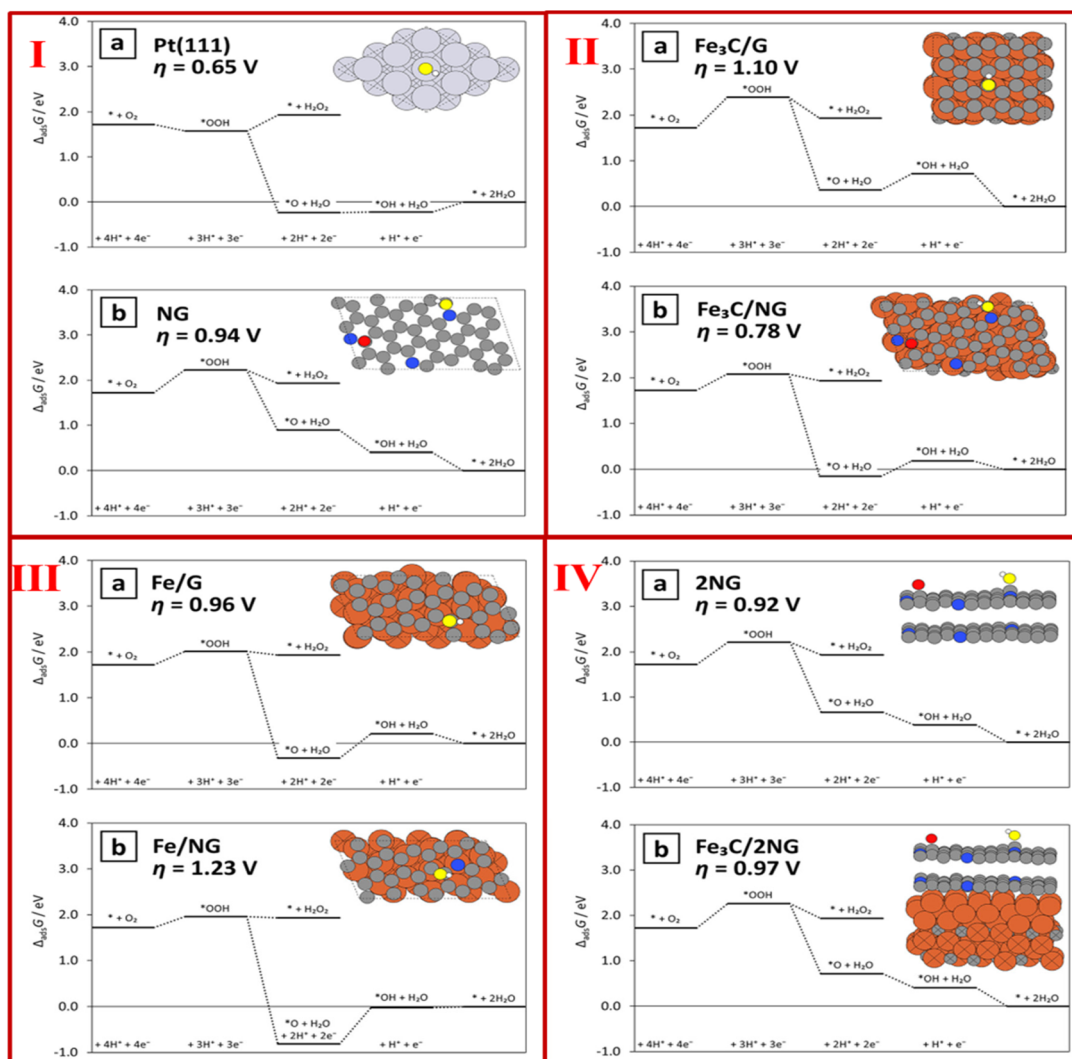 I
a
Pt(111)
η = 0.65 V
4.0
3.0
2.0
1.0
0.0
-1.0
ΔadsG / eV
* + O₂
*OOH
* + H₂O₂
*O + H₂O
*OH + H₂O
* + 2H₂O
+ 4H⁺ + 4e⁻
+ 3H⁺ + 3e⁻
+ 2H⁺ + 2e⁻
+ H⁺ + e⁻
b
NG
η = 0.94 V
4.0
3.0
2.0
1.0
0.0
-1.0
ΔadsG / eV
* + O₂
*OOH
* + H₂O₂
*O + H₂O
*OH + H₂O
* + 2H₂O
+ 4H⁺ + 4e⁻
+ 3H⁺ + 3e⁻
+ 2H⁺ + 2e⁻
+ H⁺ + e⁻
II
a
Fe₃C/G
η = 1.10 V
4.0
3.0
2.0
1.0
0.0
-1.0
ΔadsG / eV
* + O₂
*OOH
* + H₂O₂
*O + H₂O
*OH + H₂O
* + 2H₂O
+ 4H⁺ + 4e⁻
+ 3H⁺ + 3e⁻
+ 2H⁺ + 2e⁻
+ H⁺ + e⁻
b
Fe₃C/NG
η = 0.78 V
4.0
3.0
2.0
1.0
0.0
-1.0
ΔadsG / eV
* + O₂
*OOH
* + H₂O₂
*O + H₂O
*OH + H₂O
* + 2H₂O
+ 4H⁺ + 4e⁻
+ 3H⁺ + 3e⁻
+ 2H⁺ + 2e⁻
+ H⁺ + e⁻
III
a
Fe/G
η = 0.96 V
4.0
3.0
2.0
1.0
0.0
-1.0
ΔadsG / eV
* + O₂
*OOH
* + H₂O₂
*O + H₂O
*OH + H₂O
* + 2H₂O
+ 4H⁺ + 4e⁻
+ 3H⁺ + 3e⁻
+ 2H⁺ + 2e⁻
+ H⁺ + e⁻
b
Fe/NG
η = 1.23 V
4.0
3.0
2.0
1.0
0.0
-1.0
ΔadsG / eV
* + O₂
*OOH
* + H₂O₂
*O + H₂O
+ 2H⁺ + 2e⁻
*OH + H₂O
* + 2H₂O
+ 4H⁺ + 4e⁻
+ 3H⁺ + 3e⁻
+ H⁺ + e⁻
IV
a
2NG
η = 0.92 V
4.0
3.0
2.0
1.0
0.0
-1.0
ΔadsG / eV
* + O₂
*OOH
* + H₂O₂
*O + H₂O
*OH + H₂O
* + 2H₂O
+ 4H⁺ + 4e⁻
+ 3H⁺ + 3e⁻
+ 2H⁺ + 2e⁻
+ H⁺ + e⁻
b
Fe₃C/2NG
η = 0.97 V
4.0
3.0
2.0
1.0
0.0
-1.0
ΔadsG / eV
* + O₂
*OOH
* + H₂O₂
*O + H₂O
*OH + H₂O
* + 2H₂O
+ 4H⁺ + 4e⁻
+ 3H⁺ + 3e⁻
+ 2H⁺ + 2e⁻
+ H⁺ + e⁻